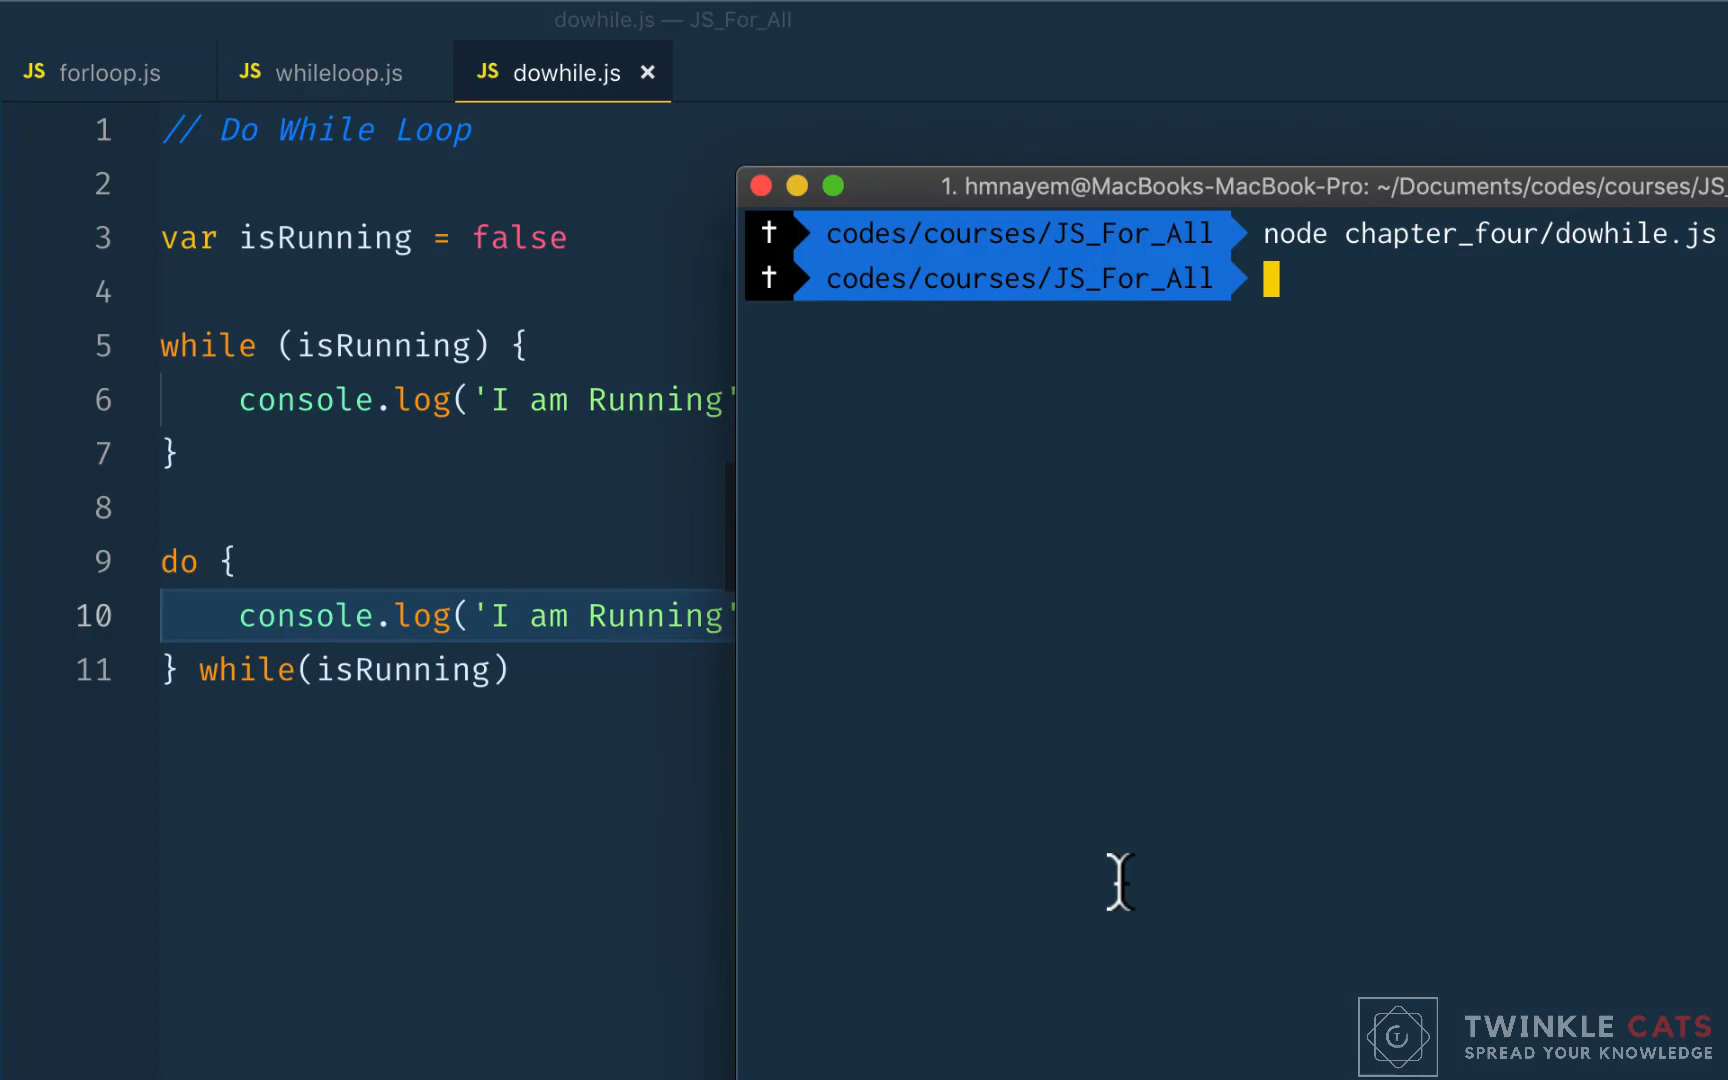 dowhile.js — JS_For_All
JS forloop.js
JS whileloop.js
JS dowhile.js ×
1 // Do While Loop
2
3 var isRunning = false
4
5 while (isRunning) {
6 console.log('I am Running'
7 }
8
9 do {
10 console.log('I am Running'
11 } while(isRunning)
1. hmnayem@MacBooks-MacBook-Pro: ~/Documents/codes/courses/JS_
† codes/courses/JS_For_All node chapter_four/dowhile.js
† codes/courses/JS_For_All
TWINKLE CATS
SPREAD YOUR KNOWLEDGE